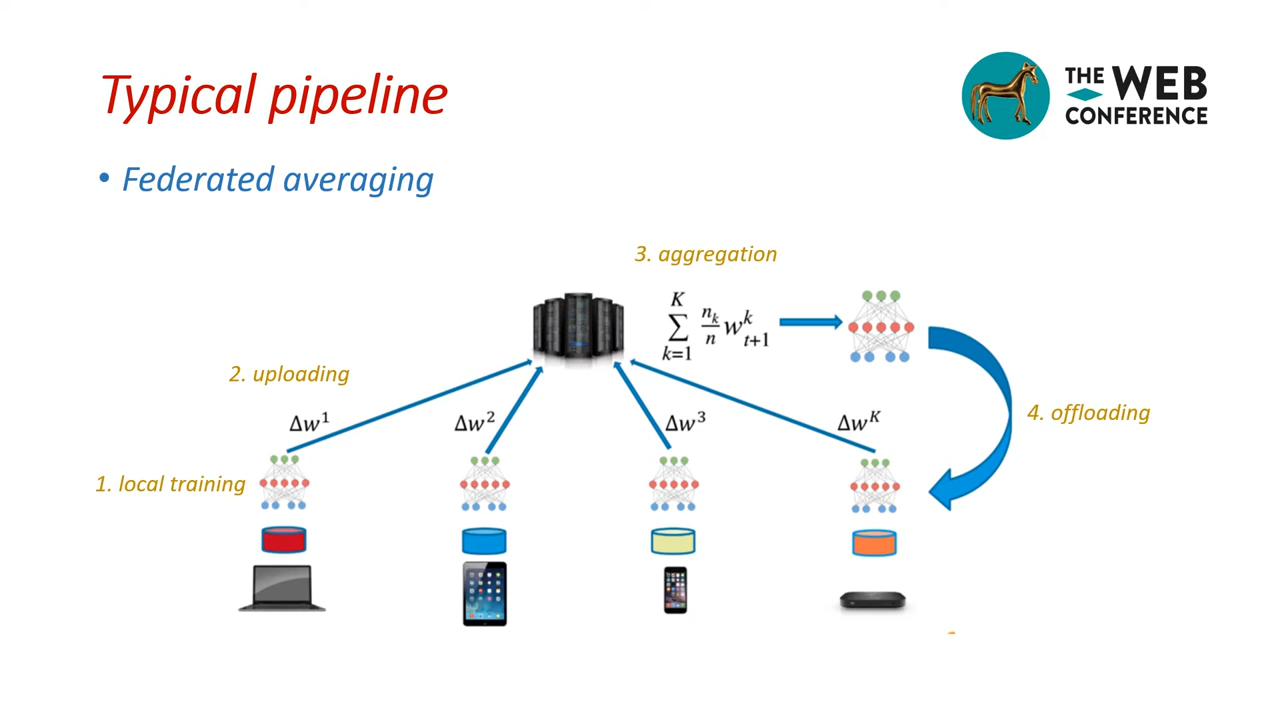 Typical pipeline
THE WEB
CONFERENCE
• Federated averaging
3. aggregation
K
∑ n_k/n w^k_{t+1}
k=1
2. uploading
4. offloading
Δw¹
Δw²
Δw³
Δw^K
1. local training